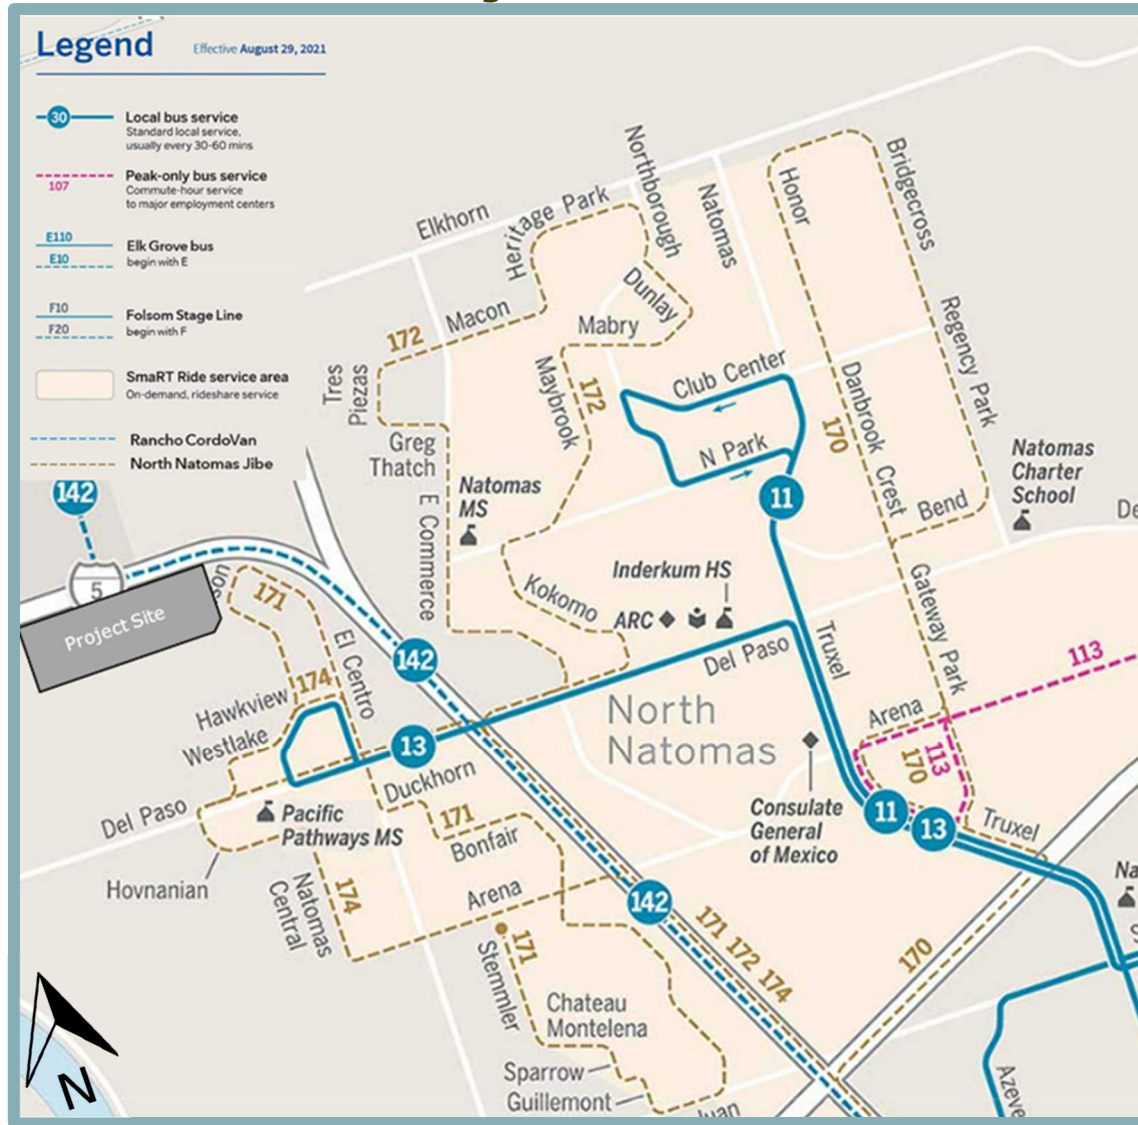 Legend
Effective August 29, 2021
30
Local bus service
Standard local service,
usually every 30-60 mins
107
Peak-only bus service
Commute-hour service
to major employment centers
E110
E10
Elk Grove bus
begin with E
F10
F20
Folsom Stage Line
begin with F
SmaRT Ride service area
On-demand, rideshare service
Rancho CordoVan
North Natomas Jibe
142
5
Project Site
Elkhorn
Heritage Park
Northborough
Natomas
Honor
Bridgecross
Dunlay
Macon
Mabry
172
Tres
Piezas
Maybrook
172
Club Center
Regency Park
Danbrook Crest
170
Greg
Thatch
N Park
Natomas
Charter
School
Natomas
MS
E Commerce
11
Bend
De
Inderkum HS
Kokomo
ARC
171
El Centro
Gateway Park
142
Del Paso
Truxel
113
174
Hawkview
Westlake
North
Natomas
Arena
13
113
170
Duckhorn
Del Paso
Pacific
Pathways MS
171
Bonfair
Consulate
General
of Mexico
11
13
Truxel
Hovnanian
Natomas
Central
174
Arena
142
Na
171
171 172 174
170
Stemmler
Chateau
Montelena
Sparrow
Guillemont
Azeve
N